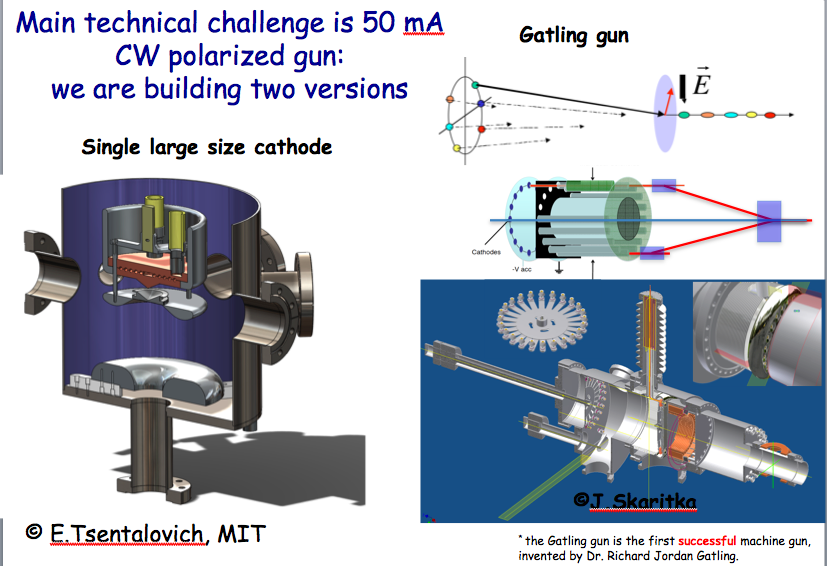 Main technical challenge is 50 mA
CW polarized gun:
we are building two versions
Gatling gun
E
Single large size cathode
Cathodes
-V acc
© E.Tsentalovich, MIT
©J. Skaritka
* the Gatling gun is the first successful machine gun,
invented by Dr. Richard Jordan Gatling.